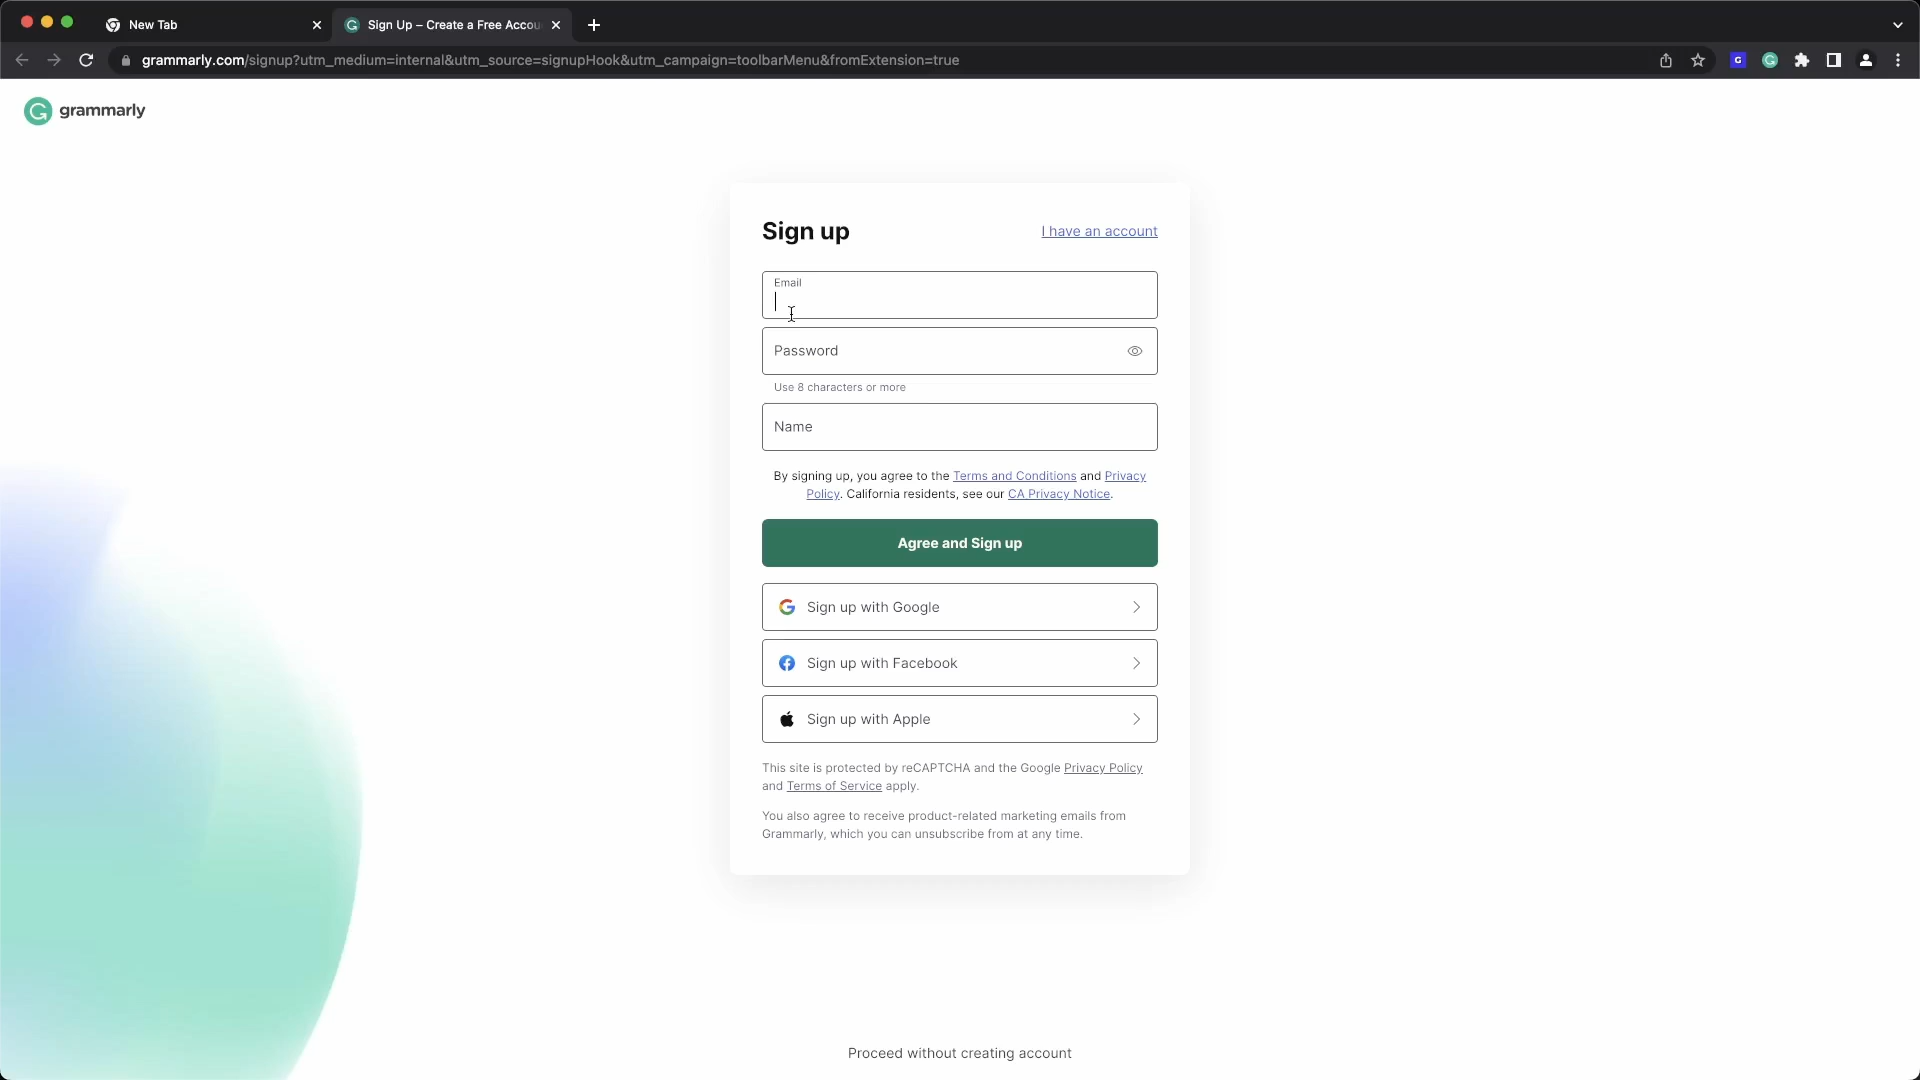 New Tab
Sign Up – Create a Free Accou
grammarly.com/signup?utm_medium=internal&utm_source=signupHook&utm_campaign=toolbarMenu&fromExtension=true
grammarly
Sign up
I have an account
Email
Password
Use 8 characters or more
Name
By signing up, you agree to the Terms and Conditions and Privacy
Policy. California residents, see our CA Privacy Notice.
Agree and Sign up
Sign up with Google
Sign up with Facebook
Sign up with Apple
This site is protected by reCAPTCHA and the Google Privacy Policy
and Terms of Service apply.
You also agree to receive product-related marketing emails from
Grammarly, which you can unsubscribe from at any time.
Proceed without creating account